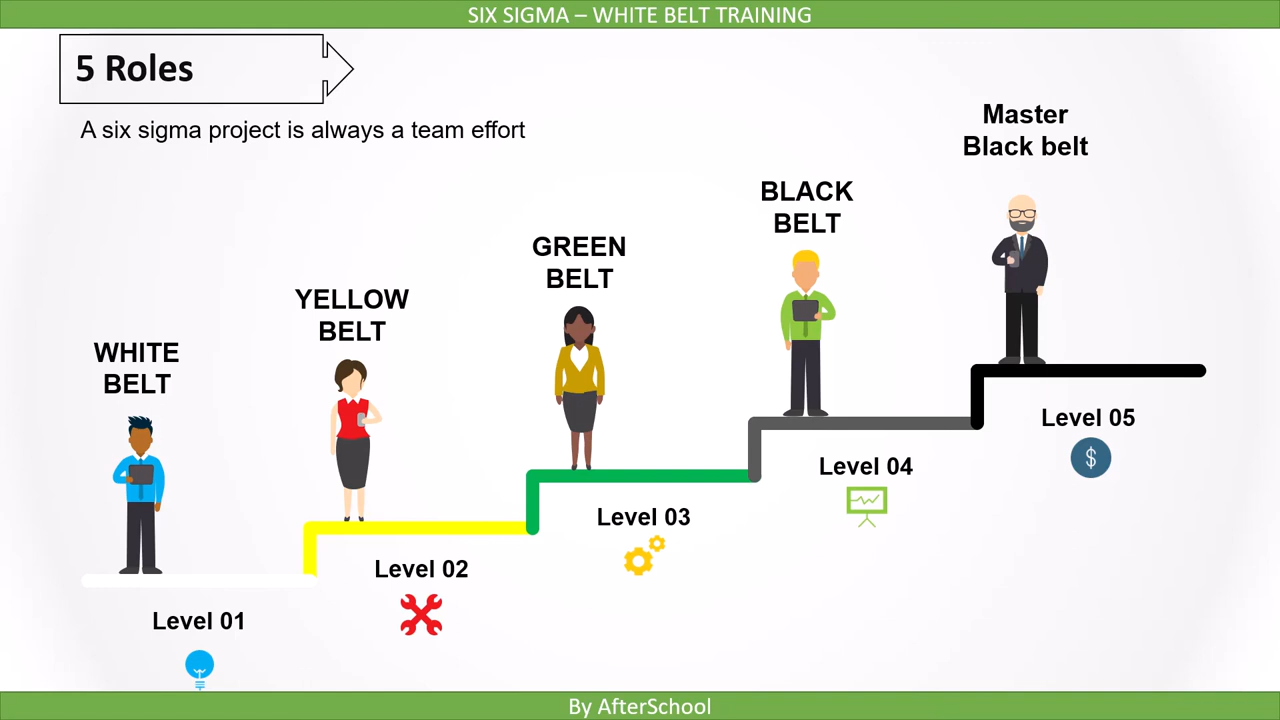 SIX SIGMA – WHITE BELT TRAINING
5 Roles
A six sigma project is always a team effort
WHITE
BELT
Level 01
YELLOW
BELT
Level 02
GREEN
BELT
Level 03
BLACK
BELT
Level 04
Master
Black belt
Level 05
$
By AfterSchool